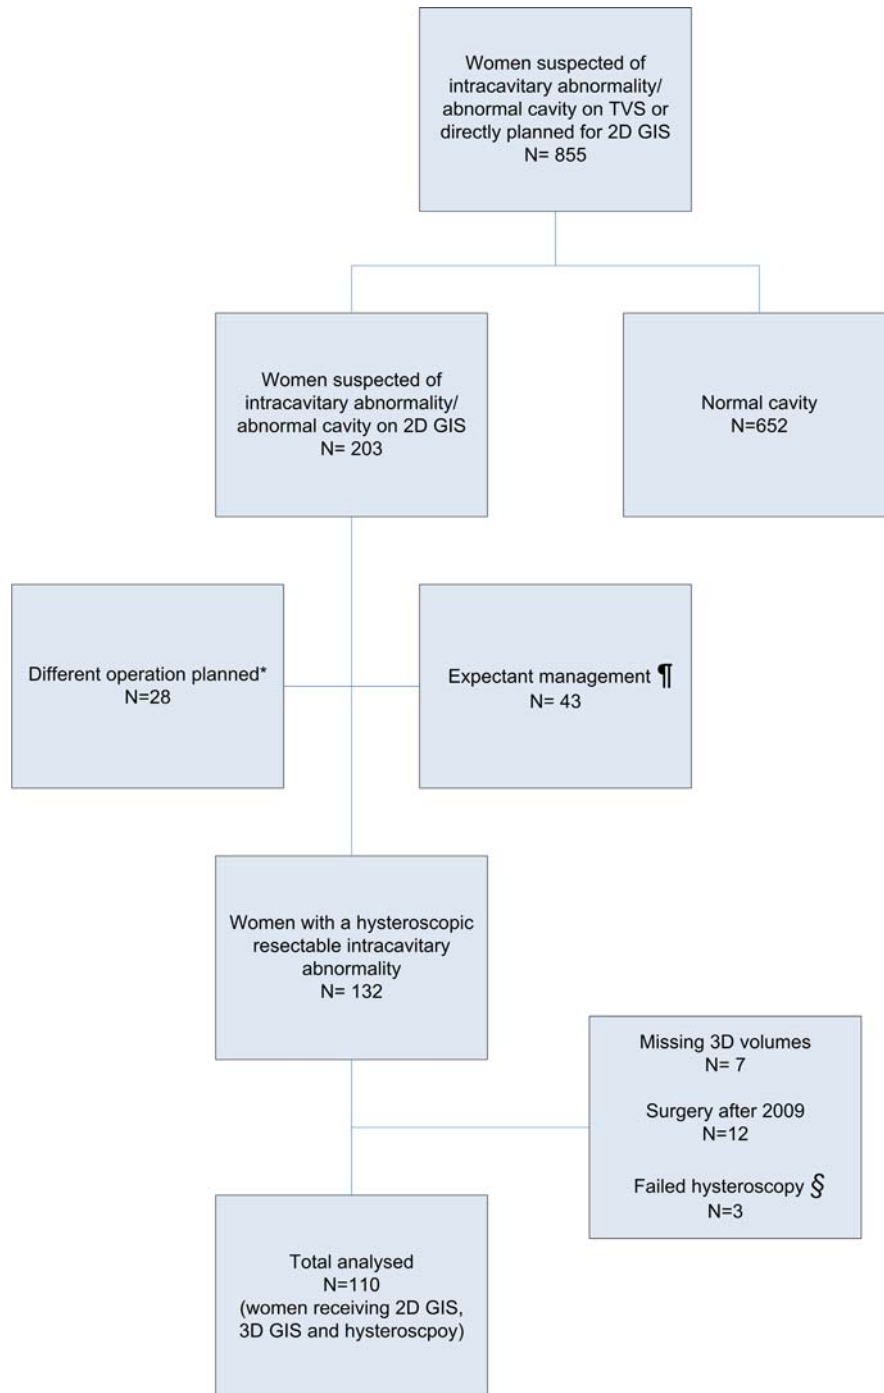 Women suspected of
intracavitary abnormality/
abnormal cavity on TVS or
directly planned for 2D GIS
N= 855
Women suspected of
intracavitary abnormality/
abnormal cavity on 2D GIS
N= 203
Normal cavity
N=652
Different operation planned*
N=28
Expectant management ¶
N= 43
Women with a hysteroscopic
resectable intracavitary
abnormality
N= 132
Missing 3D volumes
N= 7
Surgery after 2009
N=12
Failed hysteroscopy §
N=3
Total analysed
N=110
(women receiving 2D GIS,
3D GIS and hysteroscpoy)